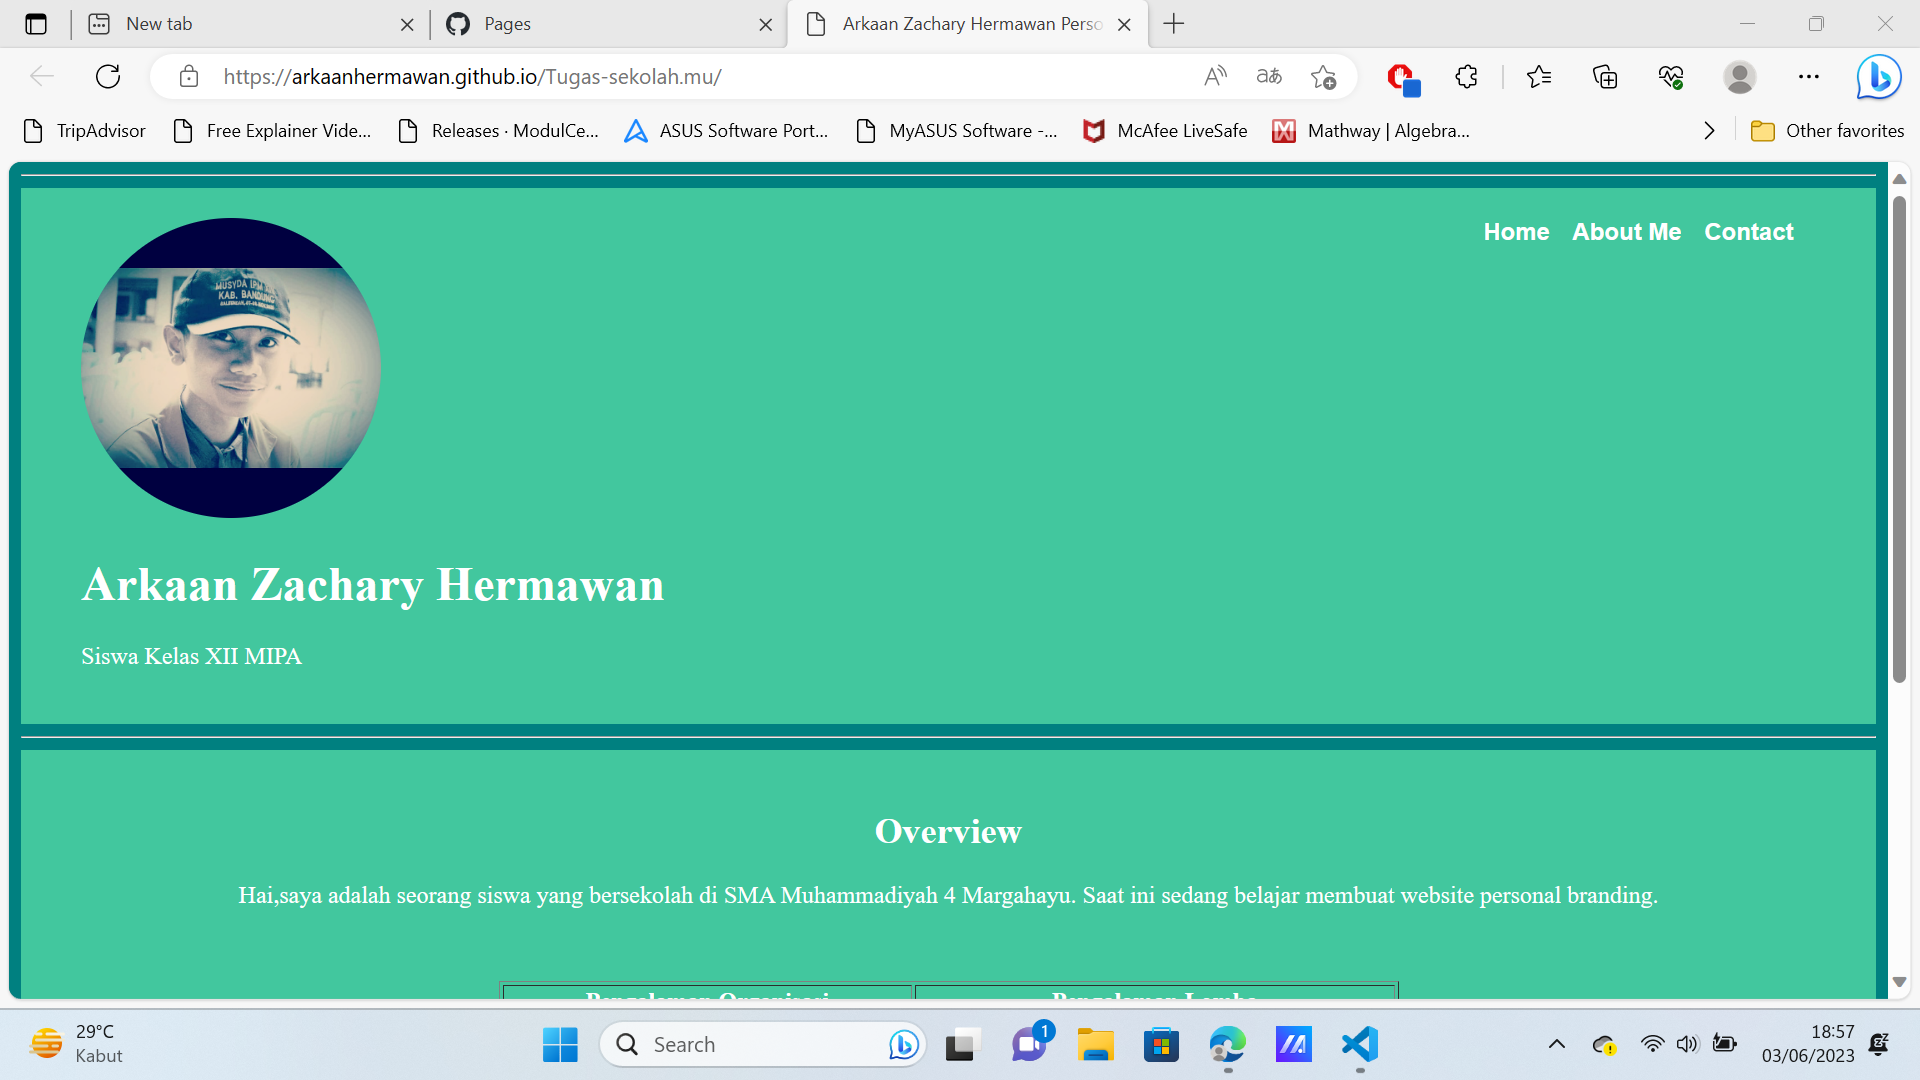 New tab
Pages
Arkaan Zachary Hermawan Perso
https://arkaanhermawan.github.io/Tugas-sekolah.mu/
TripAdvisor
Free Explainer Vide...
Releases · ModulCe...
ASUS Software Port...
MyASUS Software -...
McAfee LiveSafe
Mathway | Algebra...
Other favorites
Home About Me Contact
MUSYDA IPM
KAB. BANDUNG
Arkaan Zachary Hermawan
Siswa Kelas XII MIPA
Overview
Hai,saya adalah seorang siswa yang bersekolah di SMA Muhammadiyah 4 Margahayu. Saat ini sedang belajar membuat website personal branding.
Pengalaman Organisasi
Pengalaman Lomba
29°C
Kabut
Search
1
18:57
03/06/2023